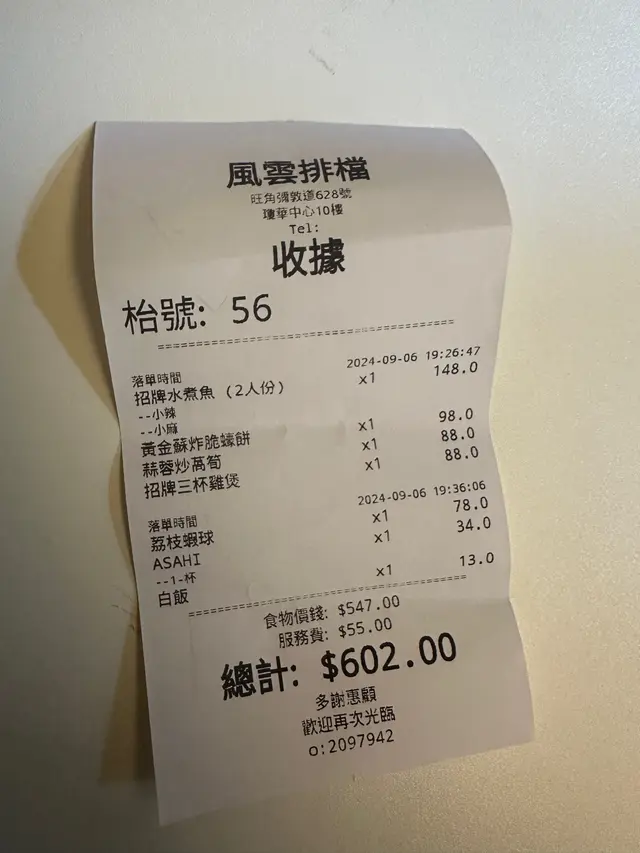 風雲排檔
旺角彌敦道628號
瓊華中心10樓
Tel:
收據
枱號: 56
================================
落單時間 2024-09-06 19:26:47
招牌水煮魚 (2人份) x1 148.0
--小辣
--小麻
黃金蘇炸脆蠔餅 x1 98.0
蒜蓉炒萵筍 x1 88.0
招牌三杯雞煲 x1 88.0
落單時間 2024-09-06 19:36:06
荔枝蝦球 x1 78.0
ASAHI x1 34.0
--1-杯
白飯 x1 13.0
================================
食物價錢: $547.00
服務費: $55.00
總計: $602.00
多謝惠顧
歡迎再次光臨
o:2097942